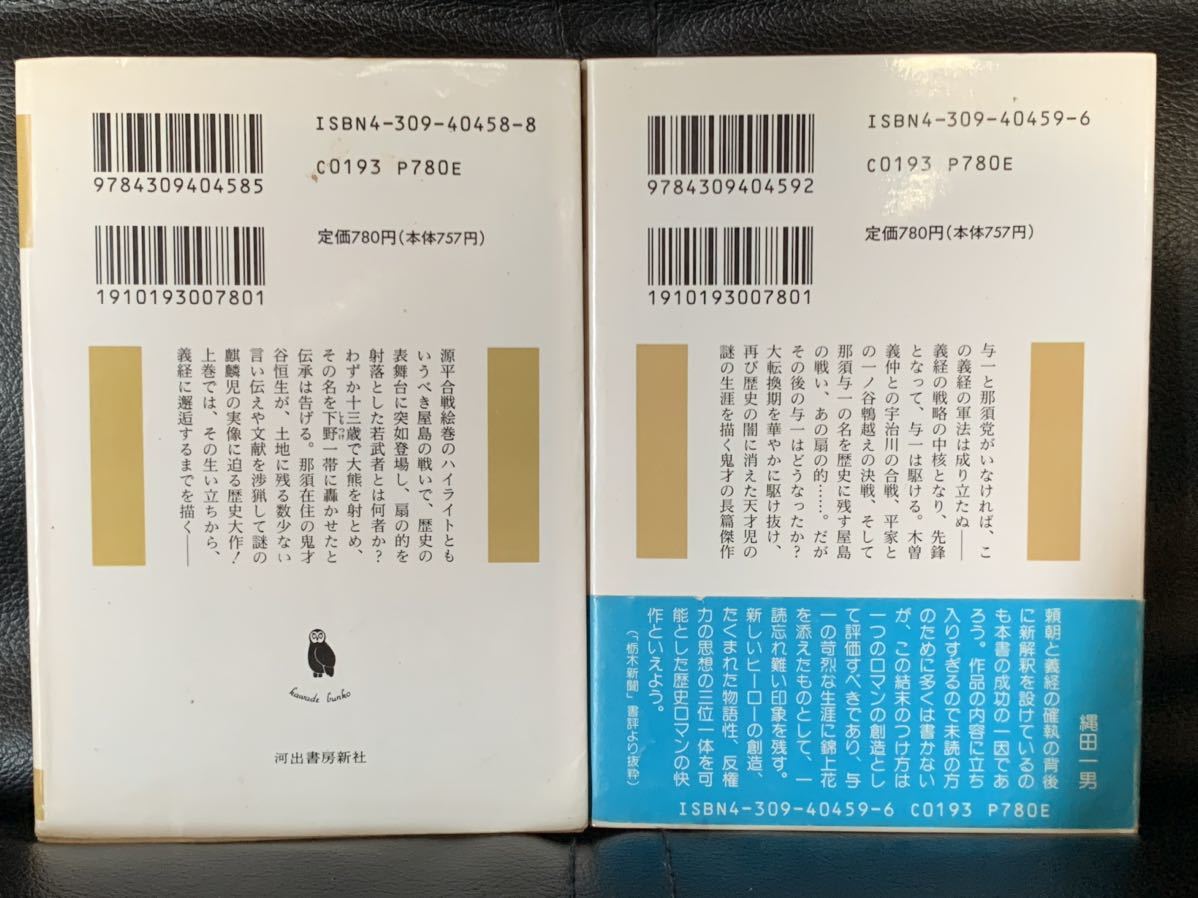 ISBN4-309-40458-8
C0193 P780E
9784309404585
定価780円(本体757円)
1910193007801
源平合戦絵巻のハイライトとも
いうべき屋島の戦いで、歴史の
表舞台に突如登場し、扇の的を
射落とした若武者とは何者か?
わずか十三歳で大熊を射とめ、
その名を下野一帯に轟かせたと
伝承は告げる。那須在住の鬼才
谷恒生が、土地に残る数少ない
言い伝えや文献を渉猟して謎の
麒麟児の実像に迫る歴史大作!
上巻では、その生い立ちから、
義経に邂逅するまでを描く──
kawade bunko
河出書房新社
ISBN4-309-40459-6
C0193 P780E
9784309404592
定価780円(本体757円)
1910193007801
与一と那須党がいなければ、こ
の義経の軍法は成り立たぬ──
義経の戦略の中核となり、先鋒
となって、与一は駆ける。木曽
義仲との宇治川の合戦、平家と
の一ノ谷鵯越えの決戦、そして
那須与一の名を歴史に残す屋島
の戦い、あの扇の的……。だが
その後の与一はどうなったか?
大転換期を華やかに駆け抜け、
再び歴史の闇に消えた天才児の
謎の生涯を描く鬼才の長篇傑作
縄田一男
頼朝と義経の確執の背後
に新解釈を設けているの
も本書の成功の一因であ
ろう。作品の内容に立ち
入りすぎるので未読の方
のために多くは書かない
が、この結末のつけ方は
一つのロマンの創造とし
て評価すべきであり、与
一の苛烈な生涯に錦上花
を添えたものとして、一
読忘れ難い印象を残す。
新しいヒーローの創造、
たくまれた物語性、反権
力の思想の三位一体を可
能とした歴史ロマンの快
作といえよう。
(「栃木新聞」書評より抜粋)
ISBN4-309-40459-6 C0193 P780E